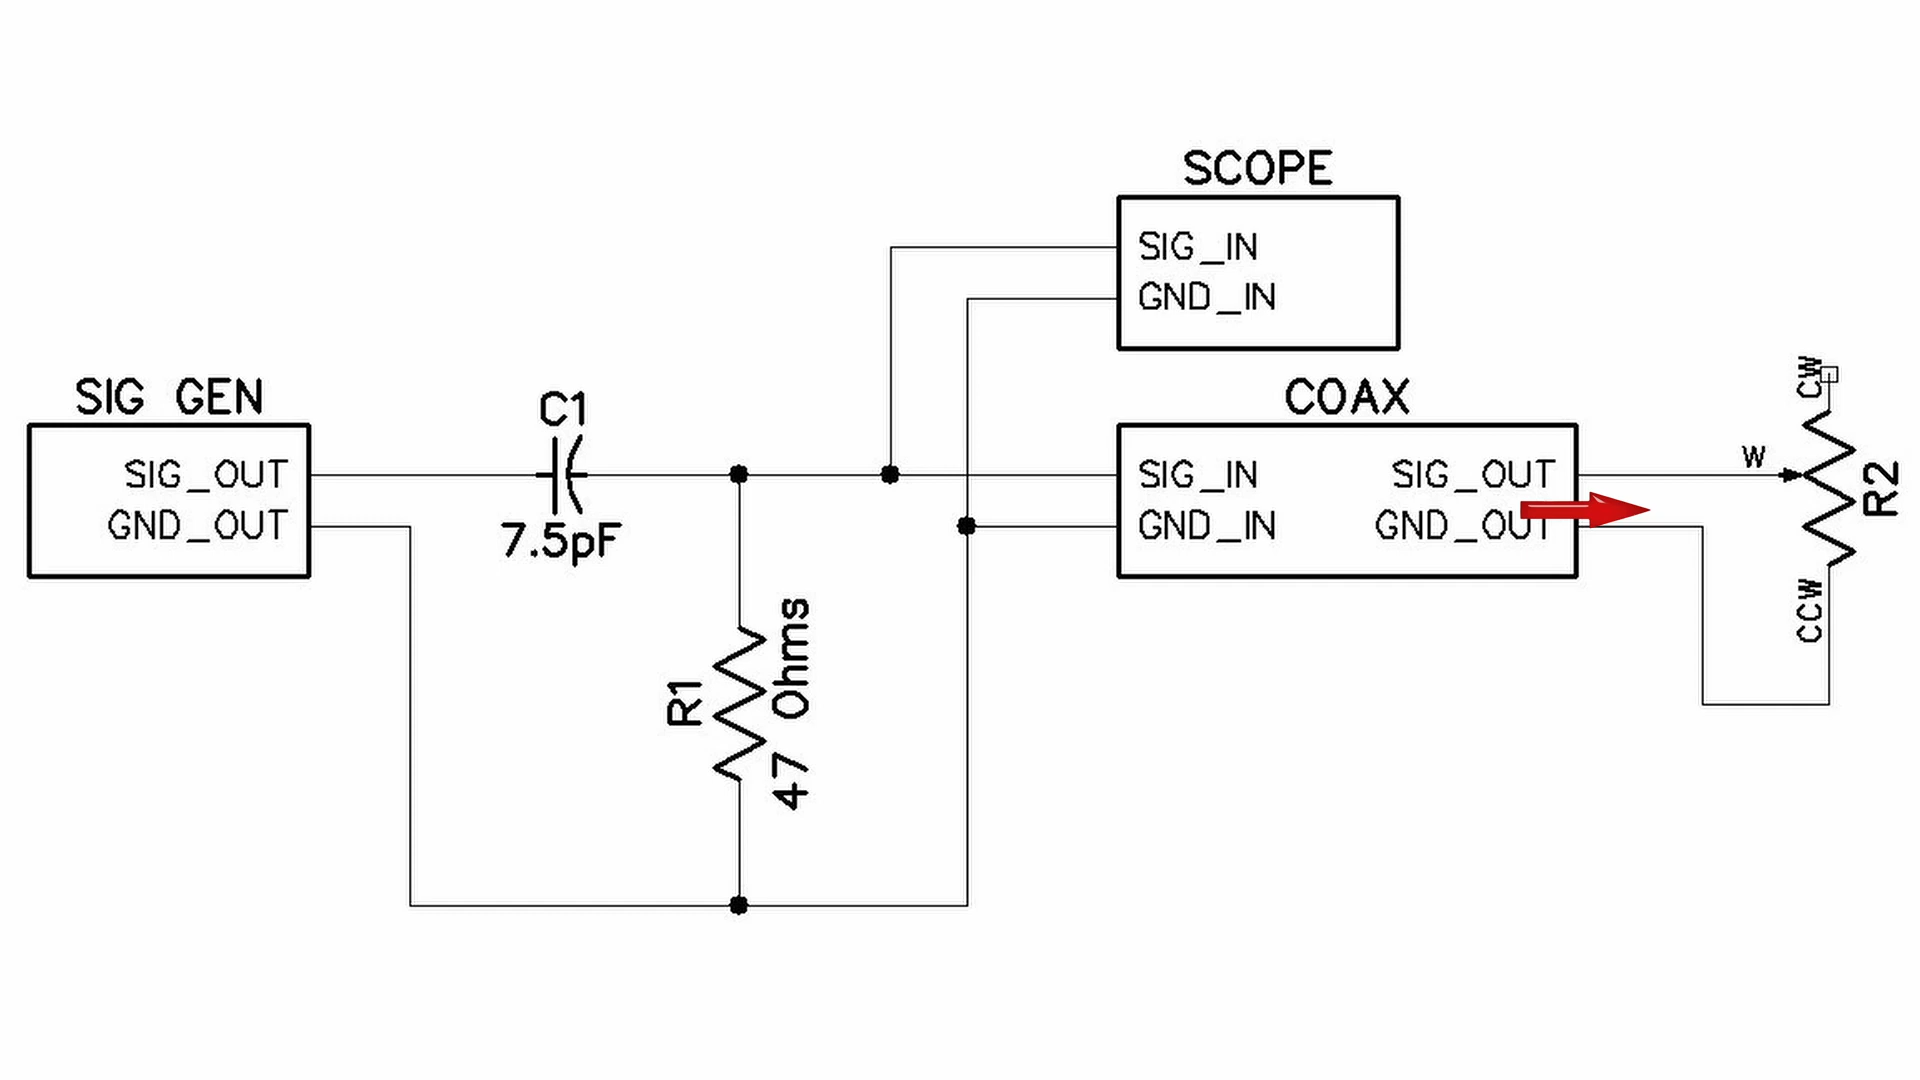 SCOPE
SIG_IN
GND_IN
SIG GEN
SIG_OUT
GND_OUT
C1
7.5pF
COAX
SIG_IN
GND_IN
SIG_OUT
GND_OUT
W
CW
R2
CCW
R1
47 Ohms